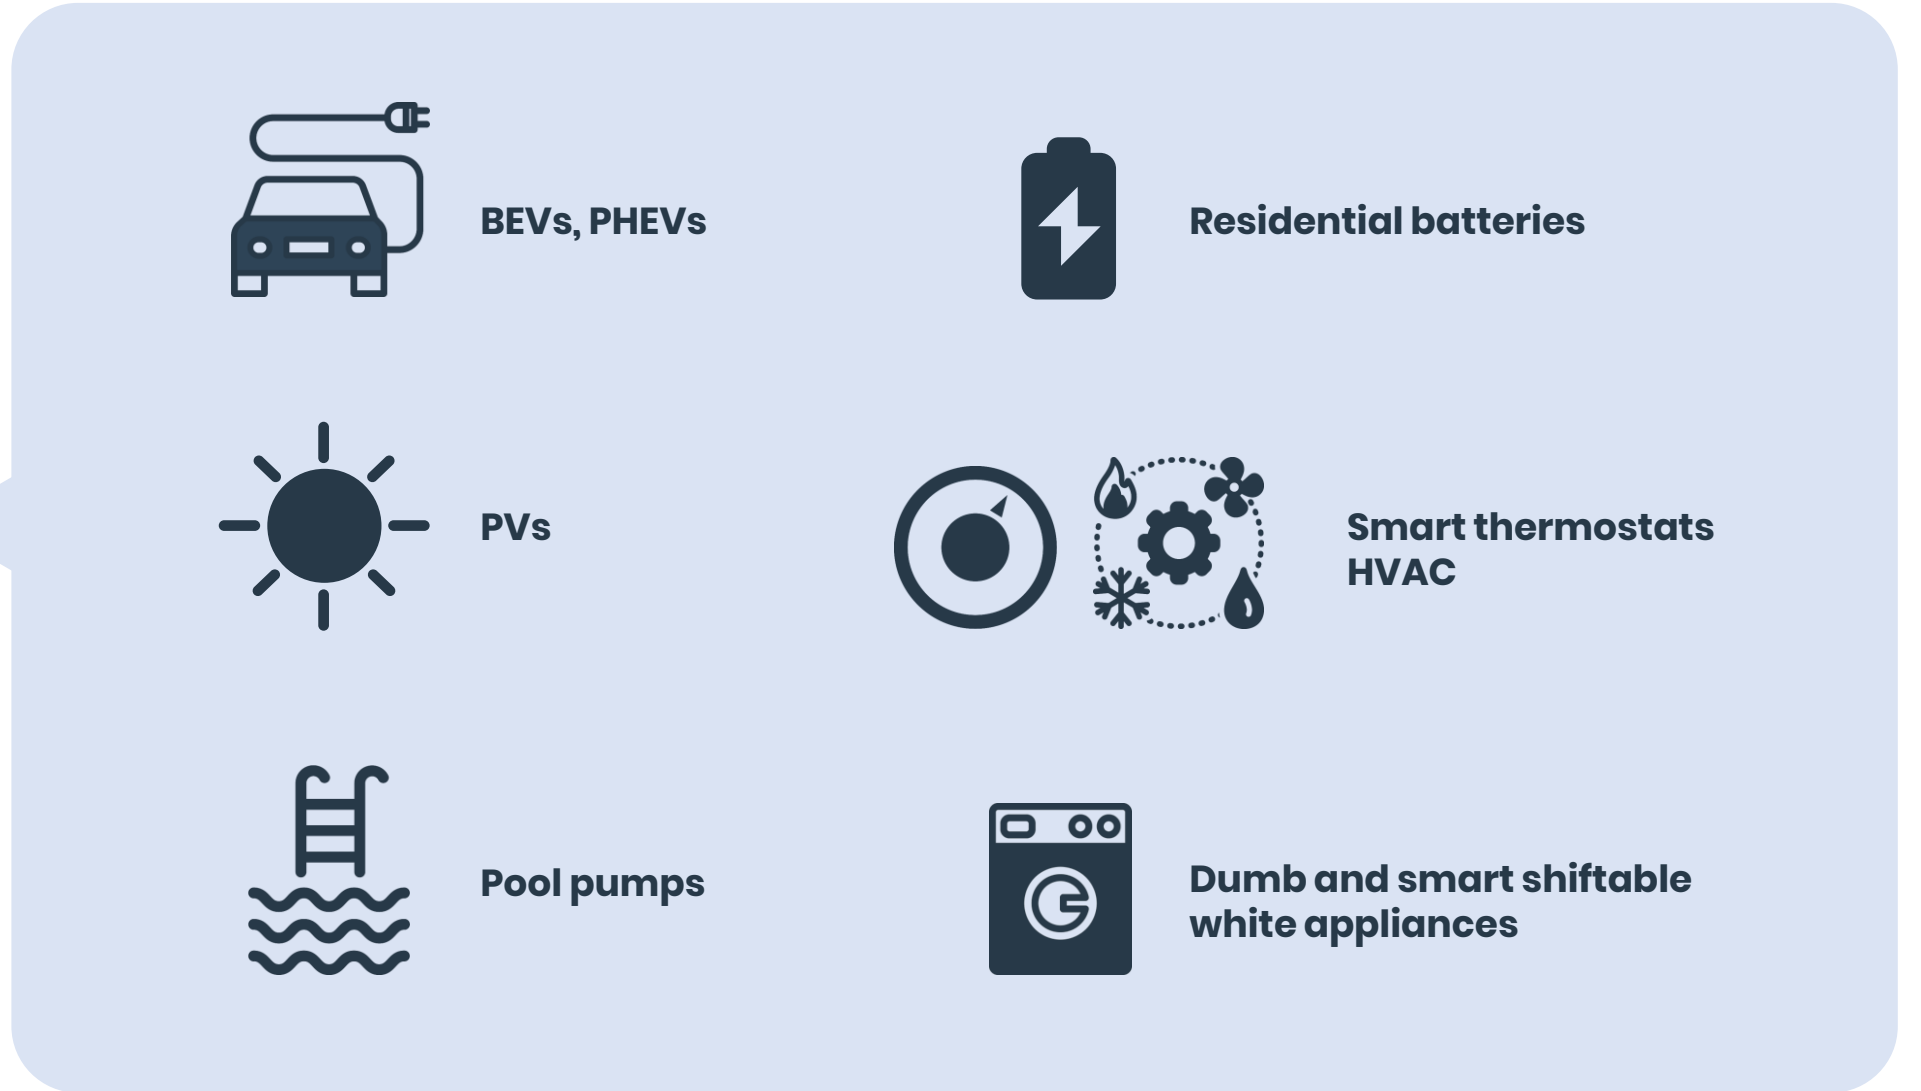 BEVs, PHEVs
Residential batteries
PVs
Smart thermostats
HVAC
Pool pumps
Dumb and smart shiftable
white appliances